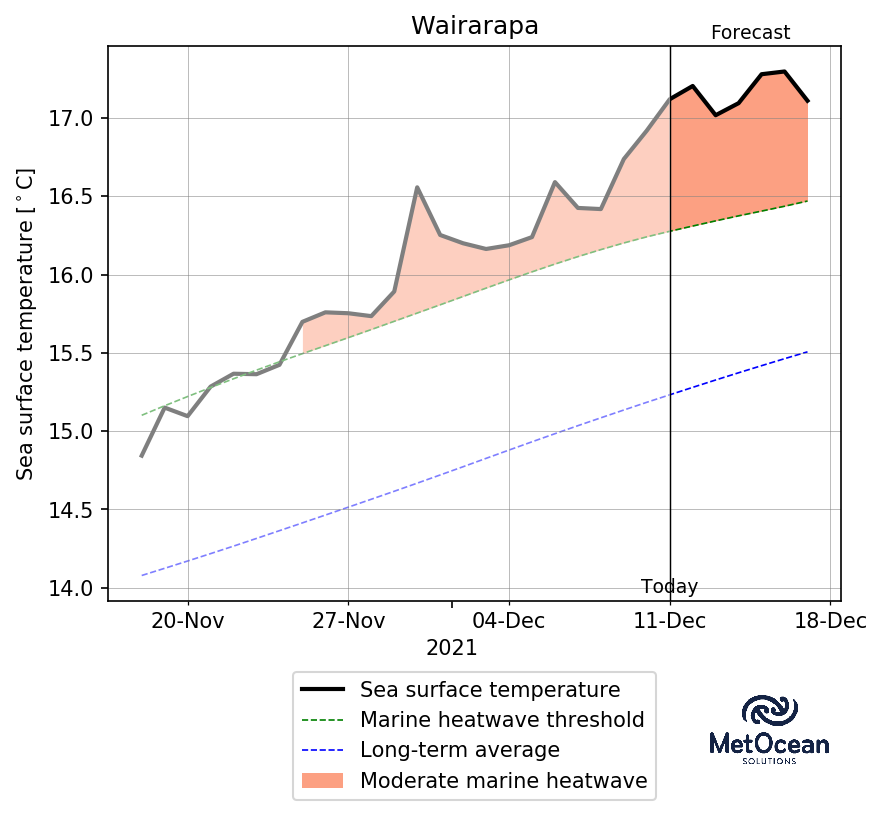 Wairarapa
Forecast
Sea surface temperature [°C]
17.0
16.5
16.0
15.5
15.0
14.5
14.0
Today
20-Nov 27-Nov 04-Dec 11-Dec 18-Dec
2021
Sea surface temperature
Marine heatwave threshold
Long-term average
Moderate marine heatwave
MetOcean
SOLUTIONS